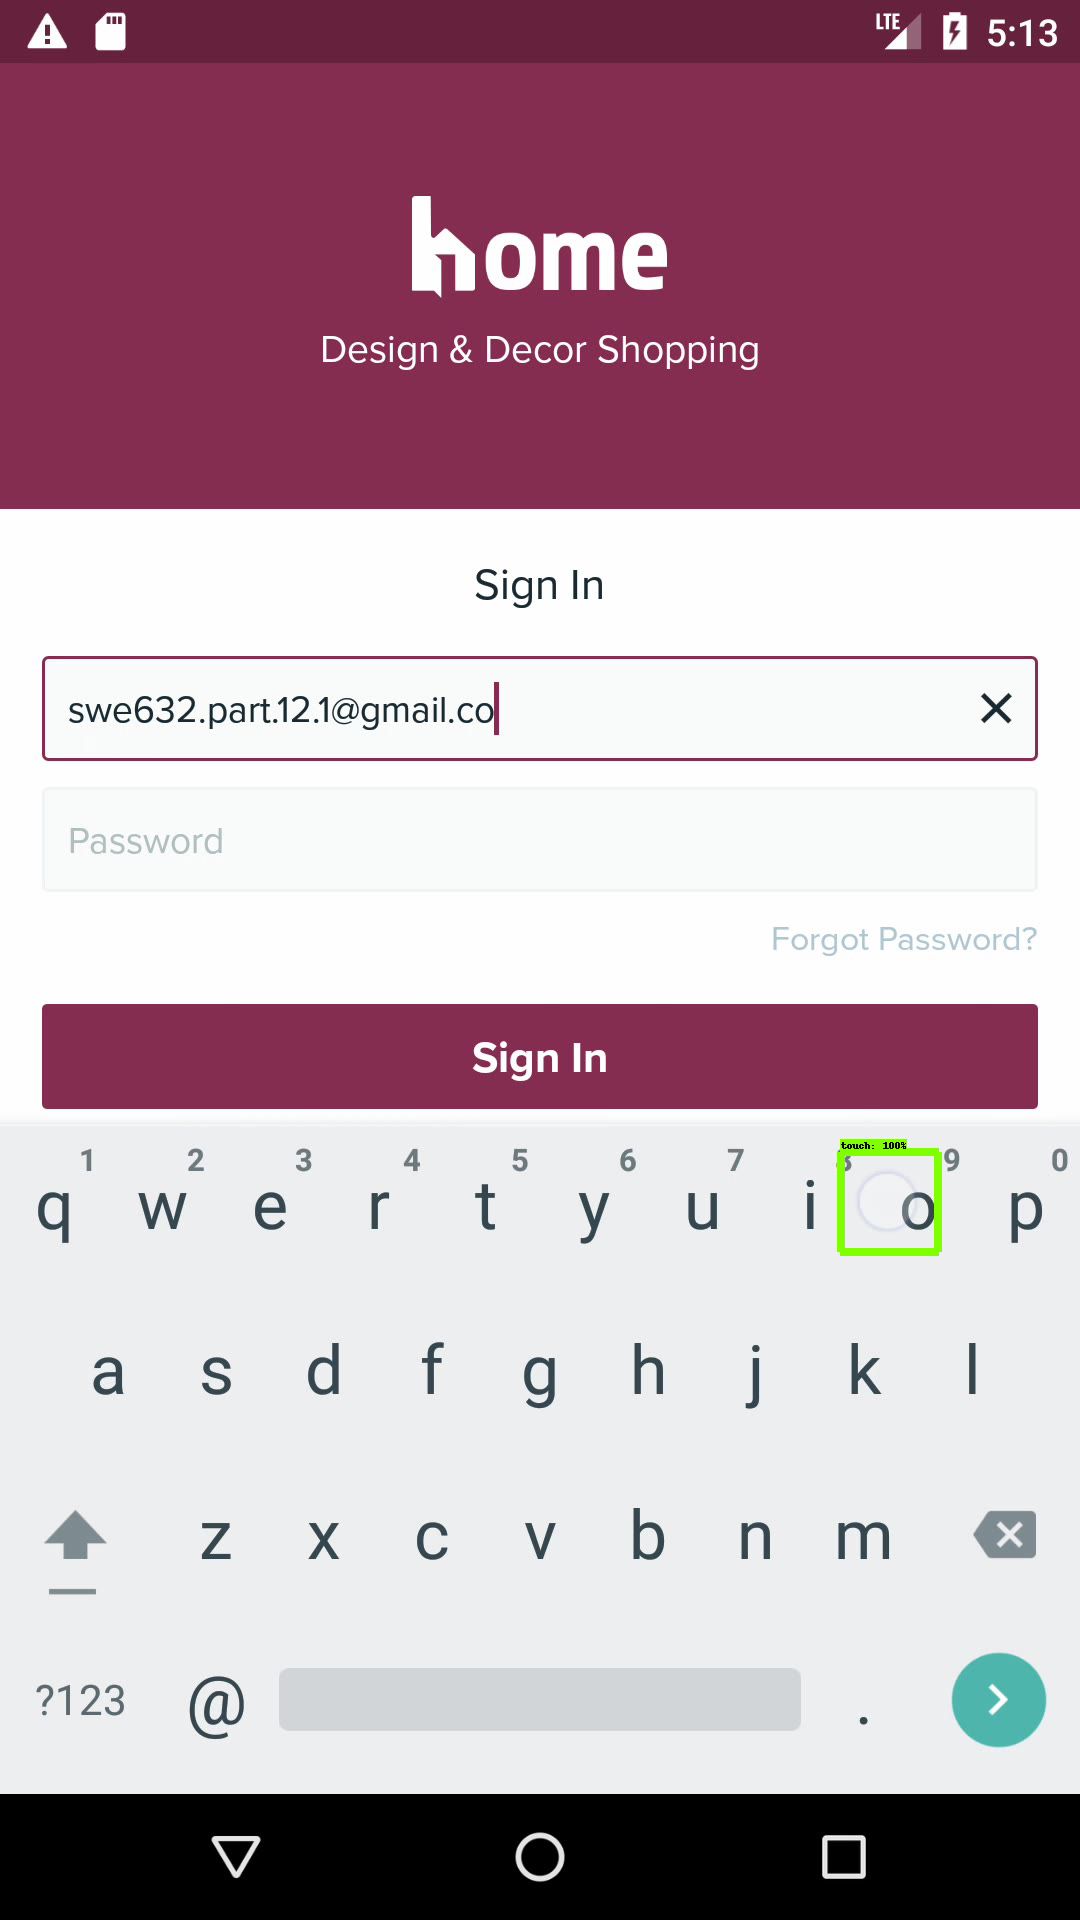 LTE 5:13
home
Design & Decor Shopping
Sign In
swe632.part.12.1@gmail.co
Password
Forgot Password?
Sign In
touch: 100%
1 2 3 4 5 6 7 8 9 0
q w e r t y u i o p
a s d f g h j k l
z x c v b n m
?123 @ .